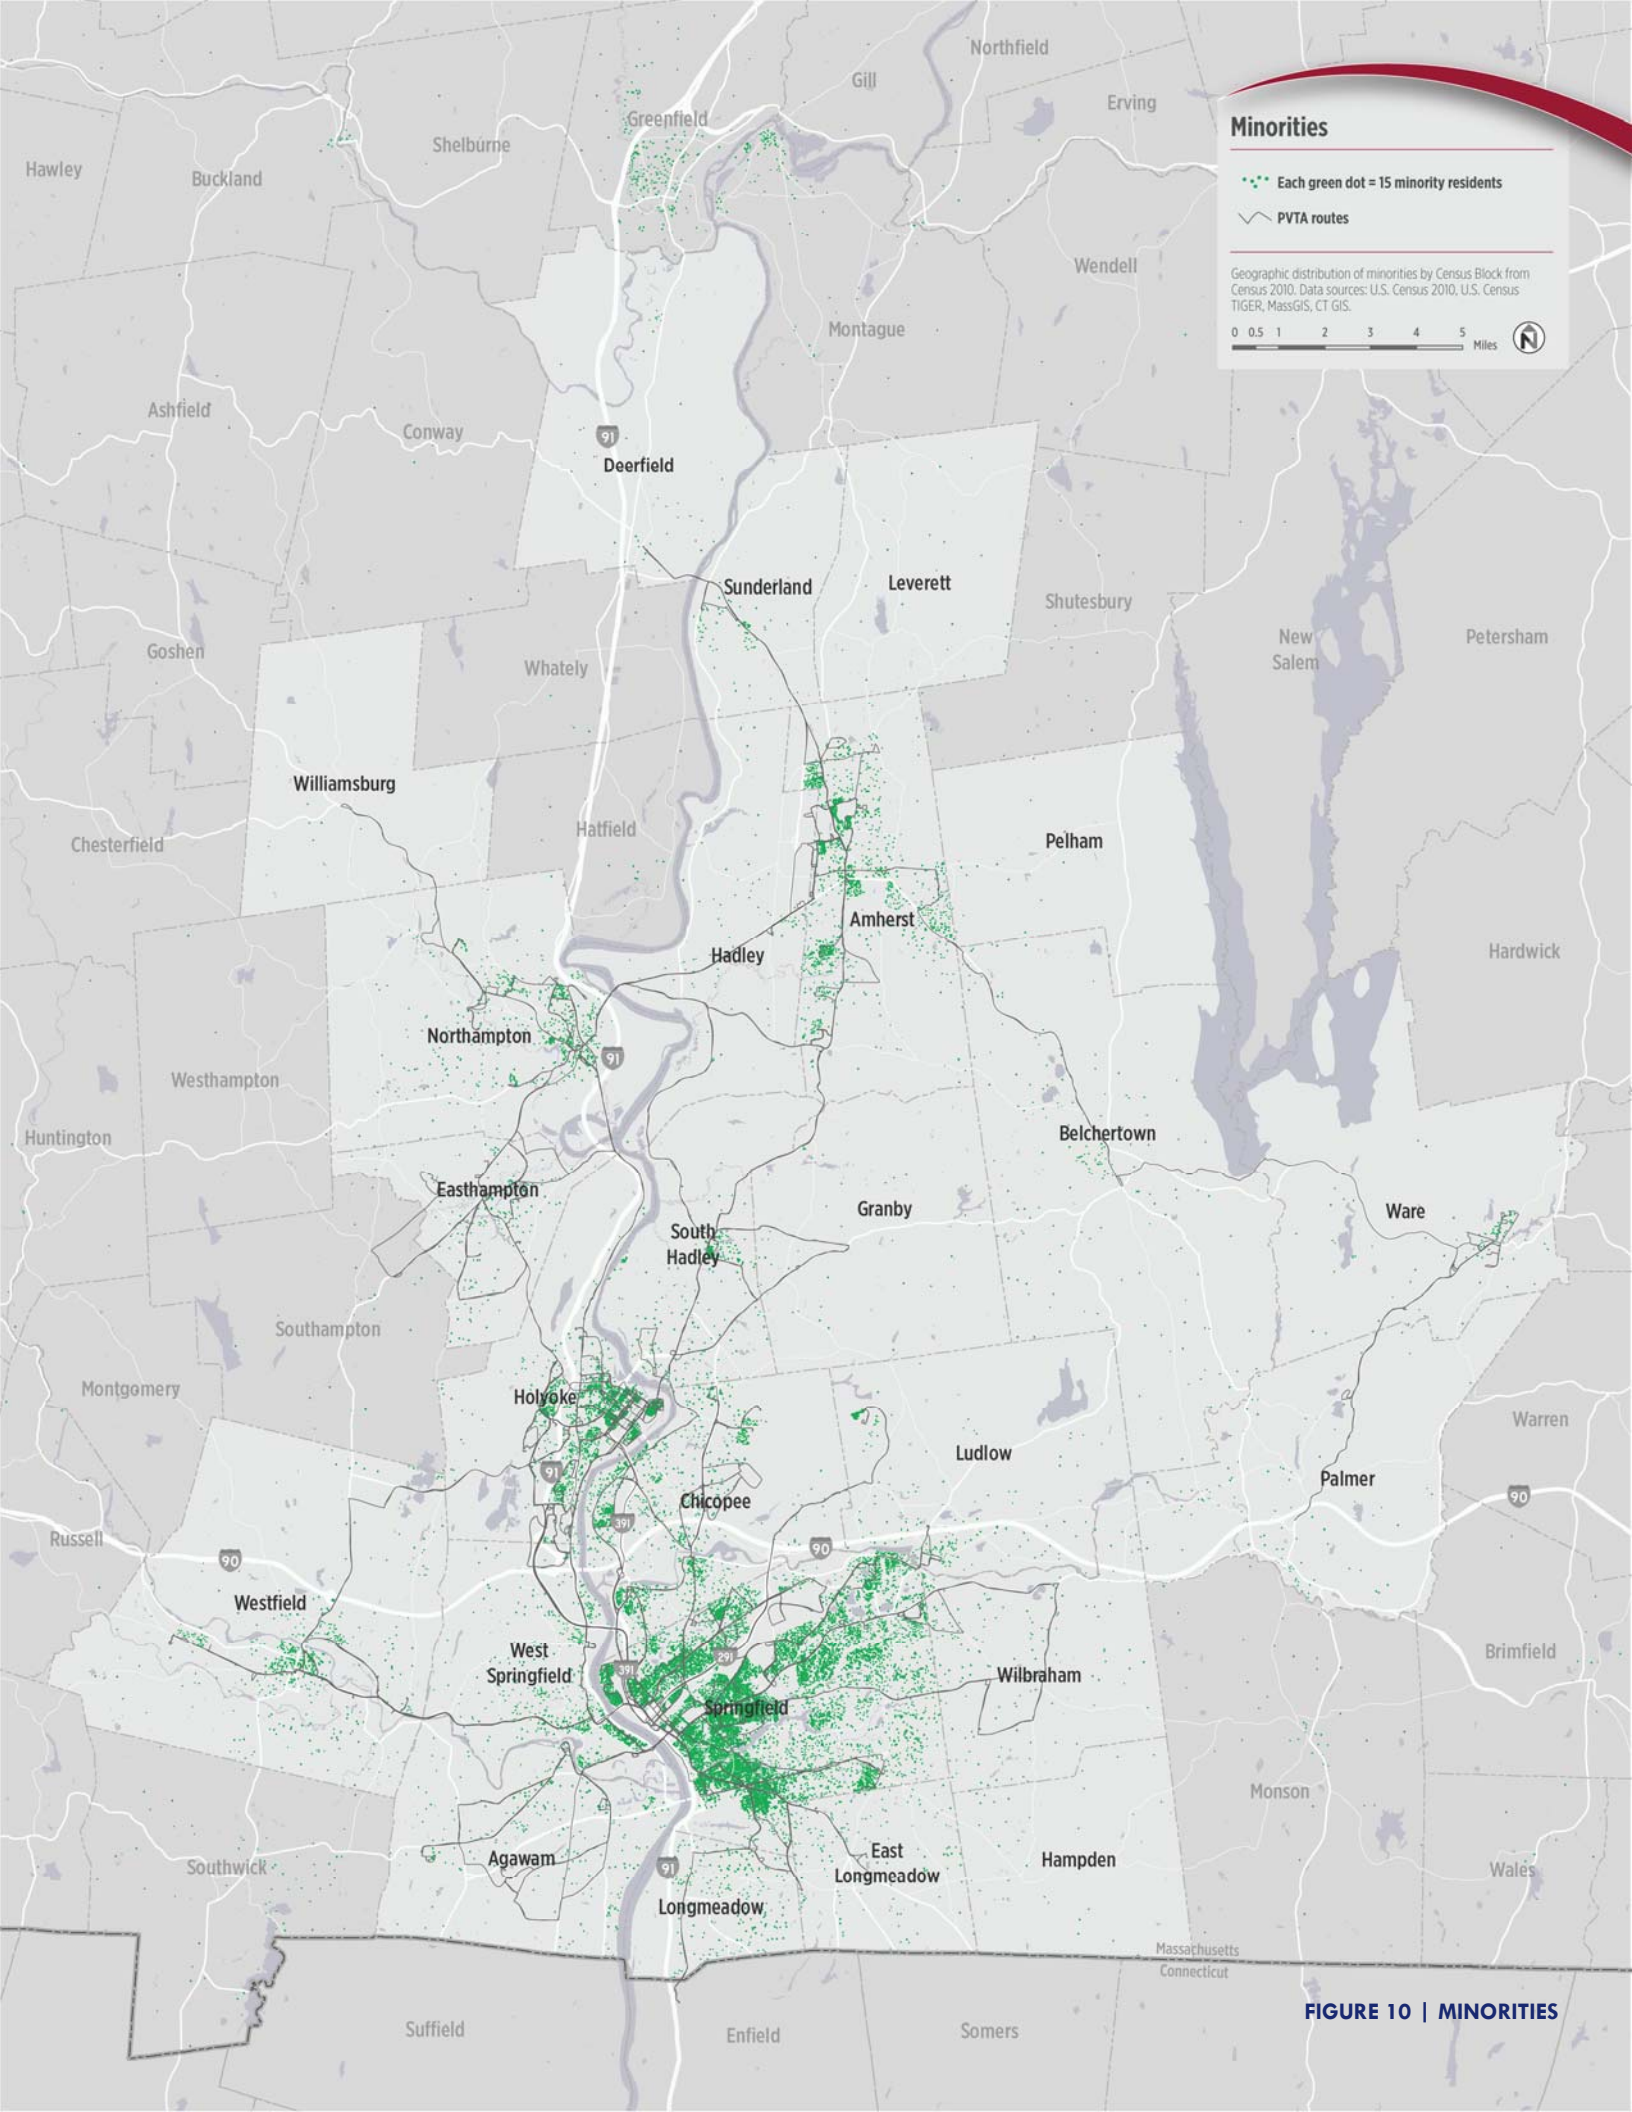 Northfield
Gill
Erving
Greenfield
Shelburne
Hawley
Buckland
Minorities
Each green dot = 15 minority residents
PVTA routes
Geographic distribution of minorities by Census Block from
Census 2010. Data sources: U.S. Census 2010, U.S. Census
TIGER, MassGIS, CT GIS.
0 0.5 1 2 3 4 5
Miles
N
Wendell
Montague
Ashfield
Conway
91
Deerfield
Sunderland
Leverett
Shutesbury
New
Salem
Petersham
Goshen
Whately
Williamsburg
Chesterfield
Hatfield
Pelham
Amherst
Hadley
Hardwick
Northampton
91
Westhampton
Huntington
Belchertown
Easthampton
Granby
Ware
South
Hadley
Southampton
Montgomery
Holyoke
Warren
Ludlow
91
Palmer
Chicopee
90
391
Russell
90
90
Westfield
West
Springfield
291
391
Brimfield
Wilbraham
Springfield
Monson
Agawam
East
Longmeadow
Hampden
Southwick
91
Wales
Longmeadow
Massachusetts
Connecticut
FIGURE 10 | MINORITIES
Suffield
Enfield
Somers